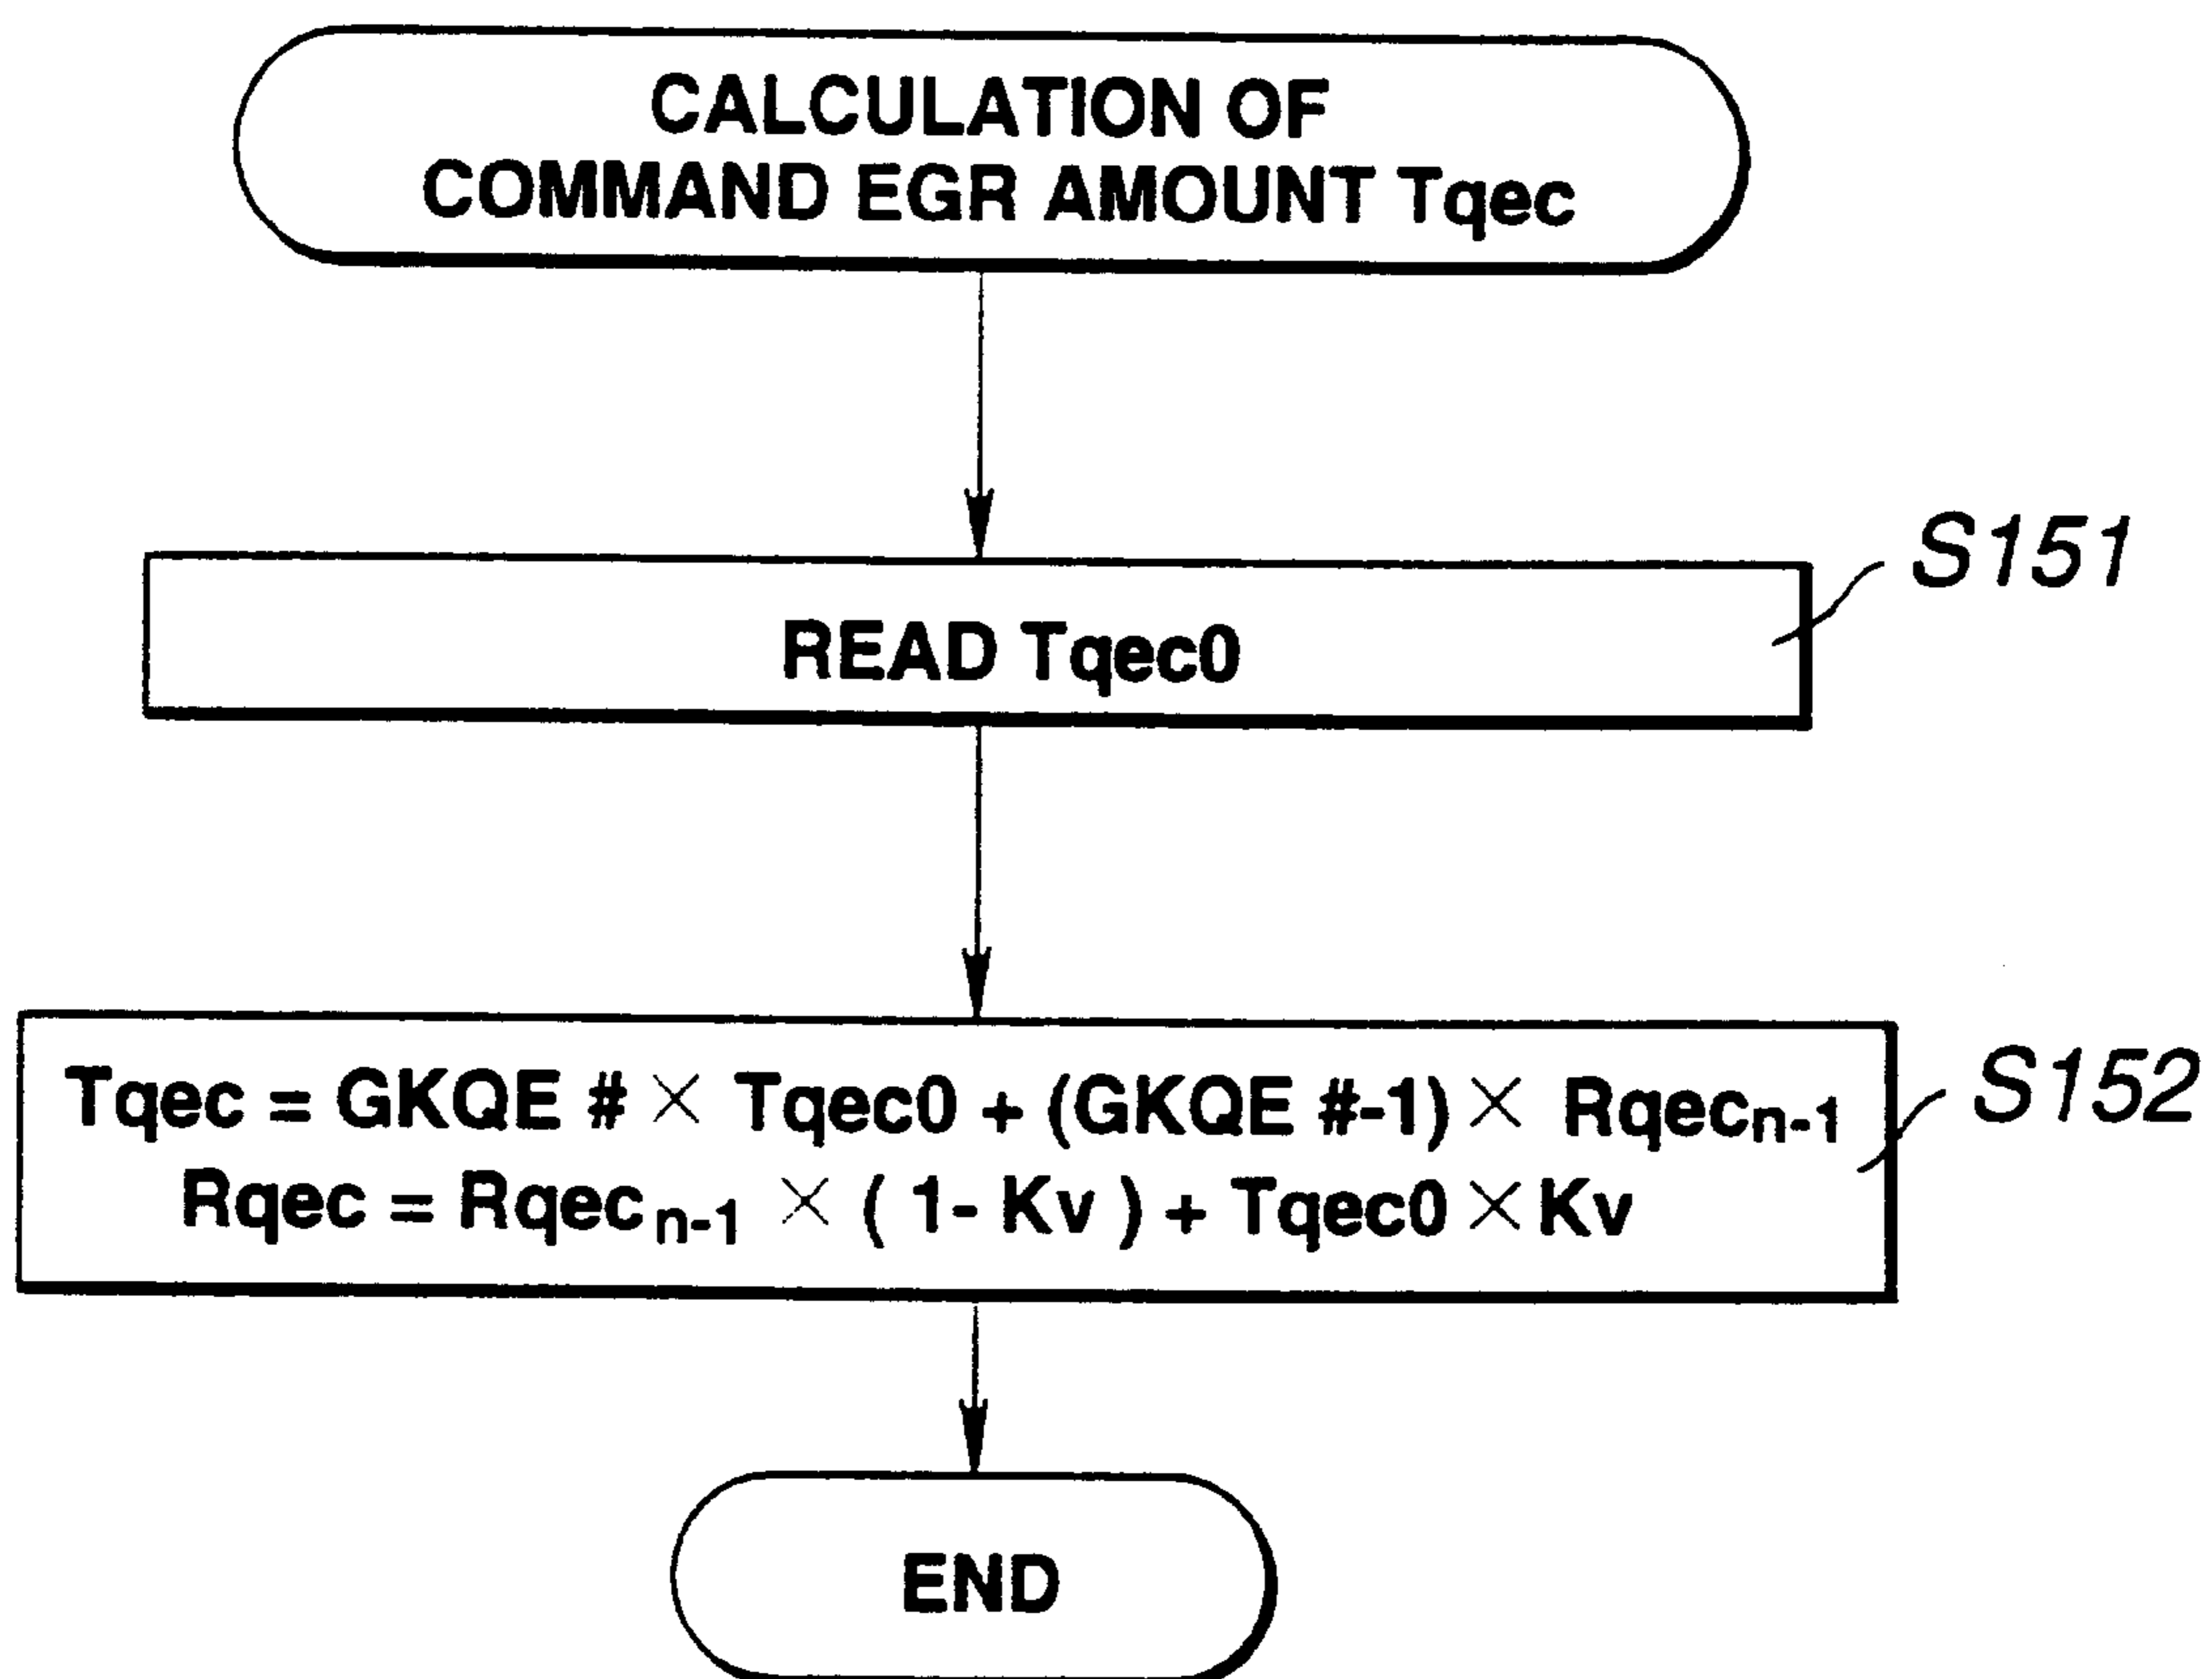 CALCULATION OF
COMMAND EGR AMOUNT Tqec
S151
READ Tqec0
Tqec = GKQE # × Tqec0 + (GKQE #-1) × Rqecn-1
S152
Rqec = Rqec n-1 × ( 1- Kv ) + Tqec0 × Kv
END